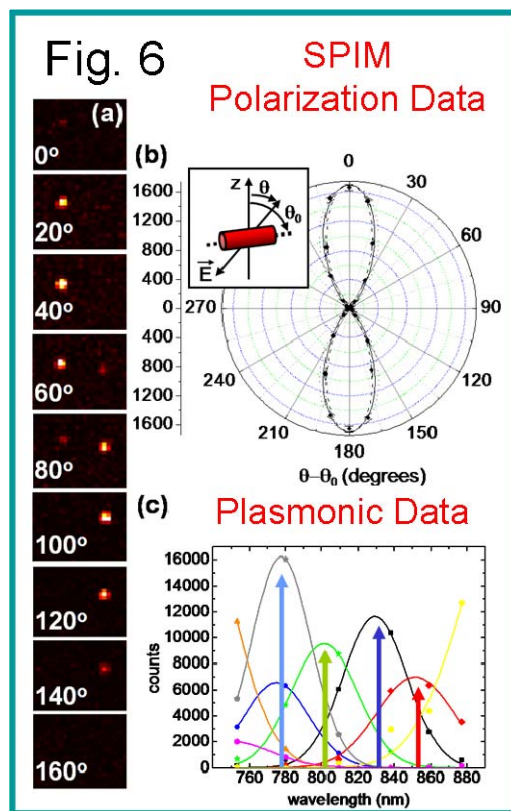 Fig. 6
SPIM
Polarization Data
(a)
0°
20°
40°
60°
80°
100°
120°
140°
160°
(b)
0
30
60
90
120
150
180
210
240
270
1600
1200
800
400
0
400
800
1200
1600
z
θ
θ0
E
θ–θ0 (degrees)
(c)
Plasmonic Data
16000
14000
12000
10000
8000
6000
4000
2000
0
counts
760 780 800 820 840 860 880
wavelength (nm)